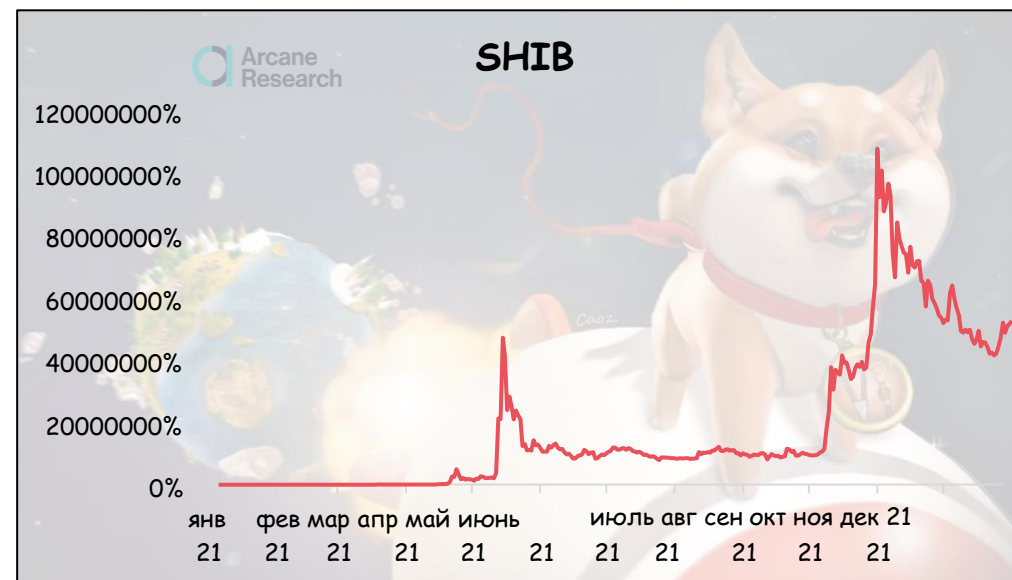 Arcane
Research
SHIB
120000000%
100000000%
80000000%
60000000%
40000000%
20000000%
0%
Caoz
янв фев мар апр май июнь июль авг сен окт ноя дек 21
21 21 21 21 21 21 21 21 21 21 21